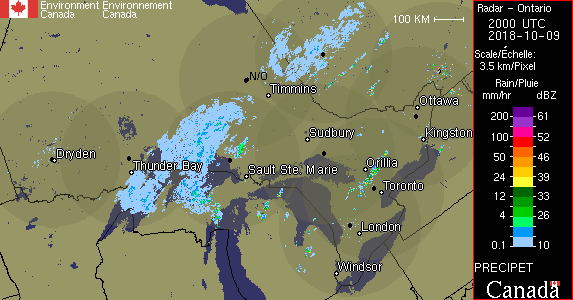 Environment Environnement
Canada Canada
100 KM
N/O
Timmins
Ottawa
Kingston
Sudbury
Dryden
Thunder Bay
Sault Ste. Marie
Orillia
Toronto
London
Windsor
Radar - Ontario
2000 UTC
2018-10-09
Scale/Échelle:
3.5 km/Pixel
Rain/Pluie
mm/hr dBZ
200 61
100 52
50 46
24 39
12 33
4 26
0.1 10
PRECIPET
Canada